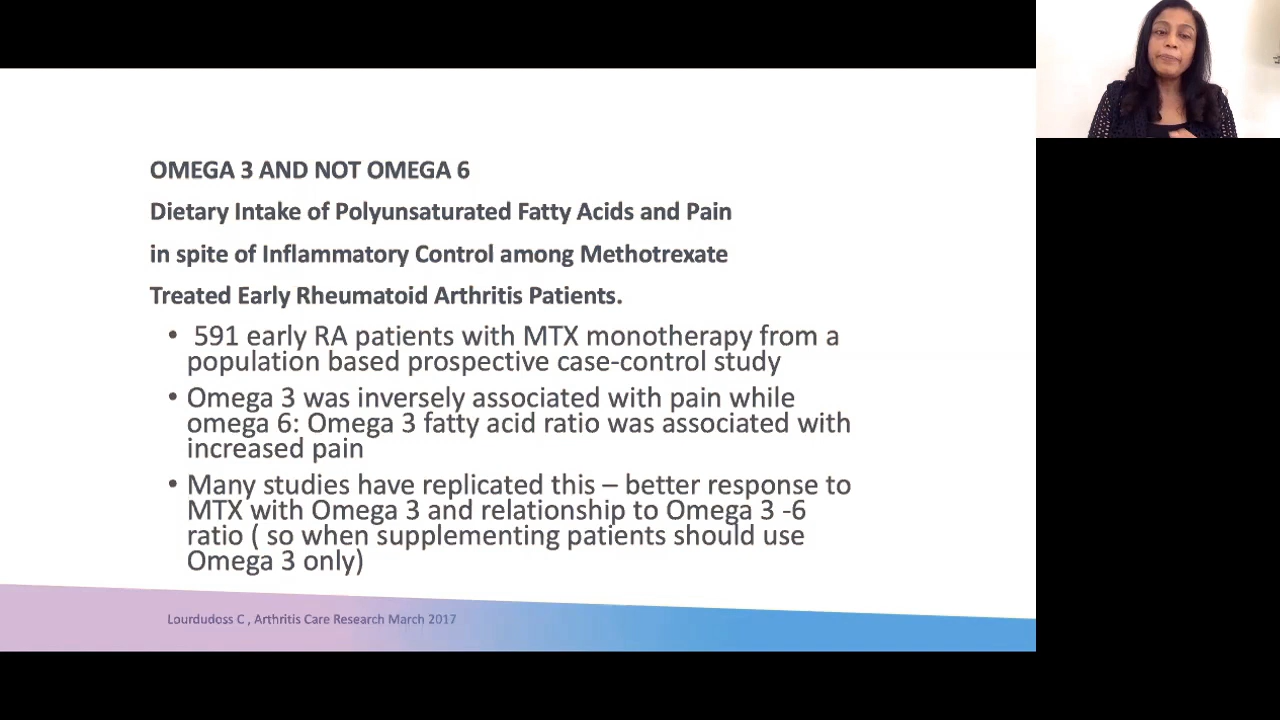 OMEGA 3 AND NOT OMEGA 6
Dietary Intake of Polyunsaturated Fatty Acids and Pain
in spite of Inflammatory Control among Methotrexate
Treated Early Rheumatoid Arthritis Patients.
• 591 early RA patients with MTX monotherapy from a
population based prospective case-control study
• Omega 3 was inversely associated with pain while
omega 6: Omega 3 fatty acid ratio was associated with
increased pain
• Many studies have replicated this – better response to
MTX with Omega 3 and relationship to Omega 3 -6
ratio ( so when supplementing patients should use
Omega 3 only)
Lourdudoss C , Arthritis Care Research March 2017